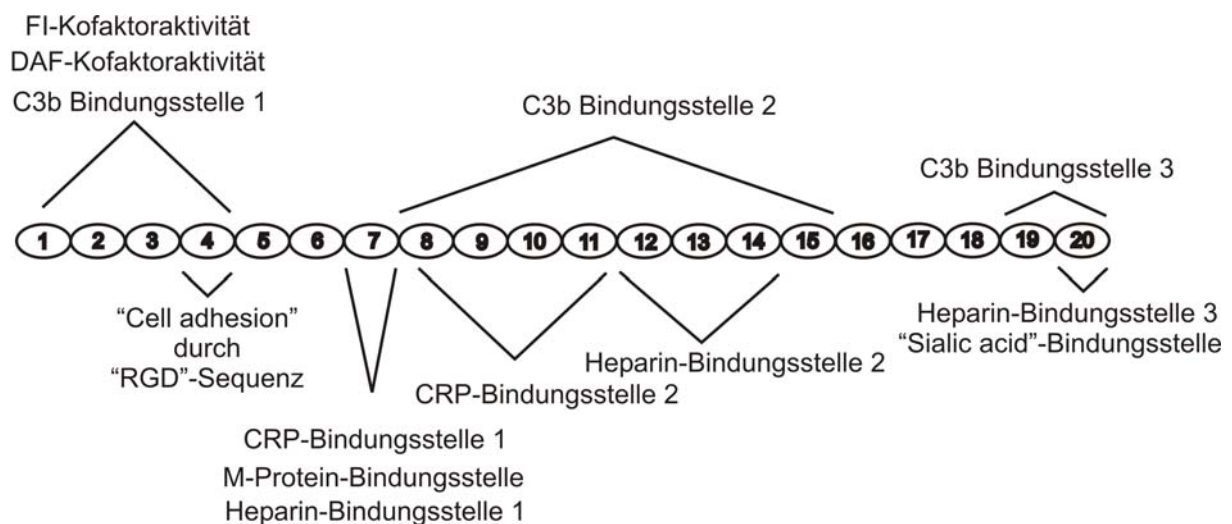 FI-Kofaktoraktivität
DAF-Kofaktoraktivität
C3b Bindungsstelle 1
C3b Bindungsstelle 2
C3b Bindungsstelle 3
1 2 3 4 5 6 7 8 9 10 11 12 13 14 15 16 17 18 19 20
“Cell adhesion”
durch
“RGD”-Sequenz
CRP-Bindungsstelle 1
M-Protein-Bindungsstelle
Heparin-Bindungsstelle 1
CRP-Bindungsstelle 2
Heparin-Bindungsstelle 2
Heparin-Bindungsstelle 3
“Sialic acid”-Bindungsstelle